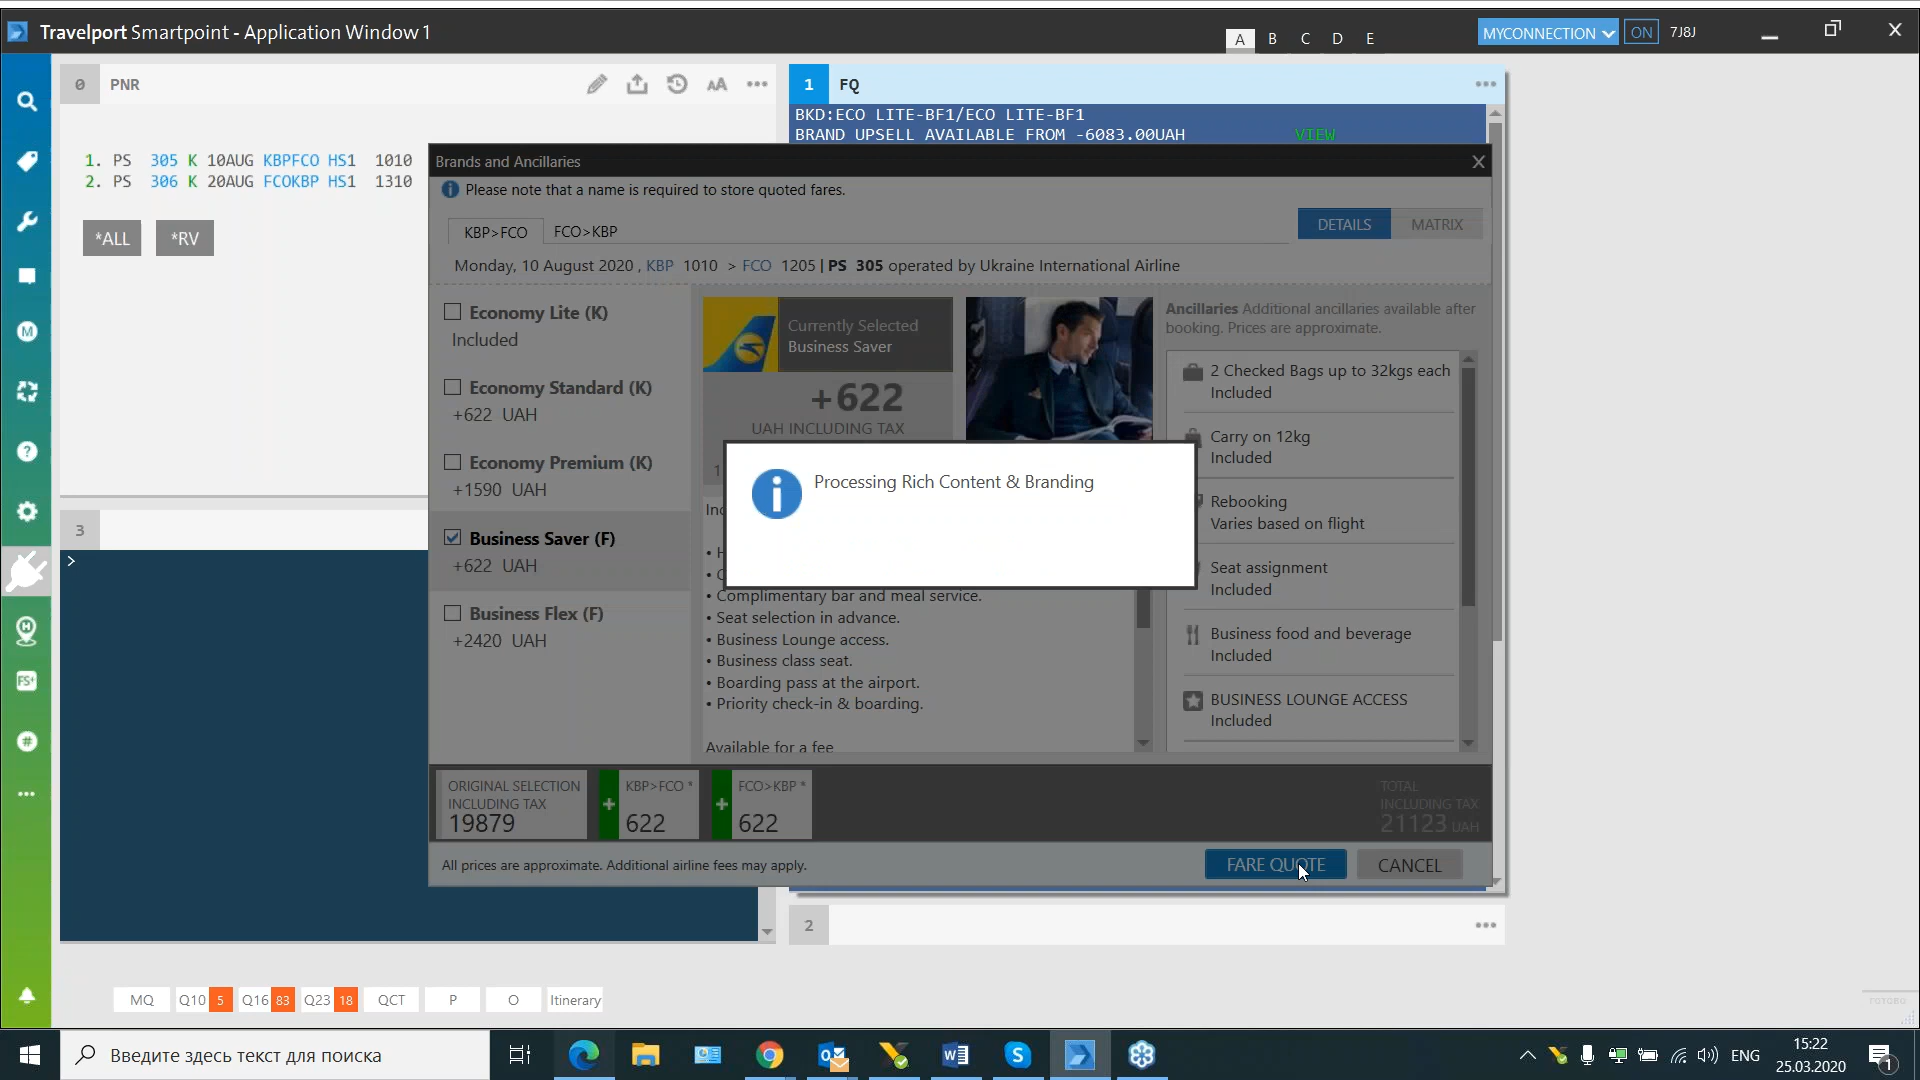 Travelport Smartpoint - Application Window 1
A B C D E
MYCONNECTION ON 7J8J
0 PNR
AA
1. PS 305 K 10AUG KBPFCO HS1 1010
2. PS 306 K 20AUG FCOKBP HS1 1310
*ALL *RV
1 FQ
BKD:ECO LITE-BF1/ECO LITE-BF1
BRAND UPSELL AVAILABLE FROM -6083.00UAH VIEW
Brands and Ancillaries
Please note that a name is required to store quoted fares.
KBP>FCO FCO>KBP
DETAILS MATRIX
Monday, 10 August 2020 , KBP 1010 > FCO 1205 | PS 305 operated by Ukraine International Airline
Economy Lite (K)
Included
Economy Standard (K)
+622 UAH
Economy Premium (K)
+1590 UAH
Business Saver (F)
+622 UAH
Business Flex (F)
+2420 UAH
Currently Selected
Business Saver
+622
UAH INCLUDING TAX
Processing Rich Content & Branding
• Complimentary bar and meal service.
• Seat selection in advance.
• Business Lounge access.
• Business class seat.
• Boarding pass at the airport.
• Priority check-in & boarding.
Available for a fee
Ancillaries Additional ancillaries available after
booking. Prices are approximate.
2 Checked Bags up to 32kgs each
Included
Carry on 12kg
Included
Rebooking
Varies based on flight
Seat assignment
Included
Business food and beverage
Included
BUSINESS LOUNGE ACCESS
Included
ORIGINAL SELECTION
INCLUDING TAX
19879
+ KBP>FCO *
622
+ FCO>KBP *
622
TOTAL
INCLUDING TAX
21123 UAH
All prices are approximate. Additional airline fees may apply.
FARE QUOTE CANCEL
3
>
2
M
?
H
FS+
#
MQ Q10 5 Q16 83 Q23 18 QCT P O Itinerary
Введите здесь текст для поиска
ENG
15:22
25.03.2020
1